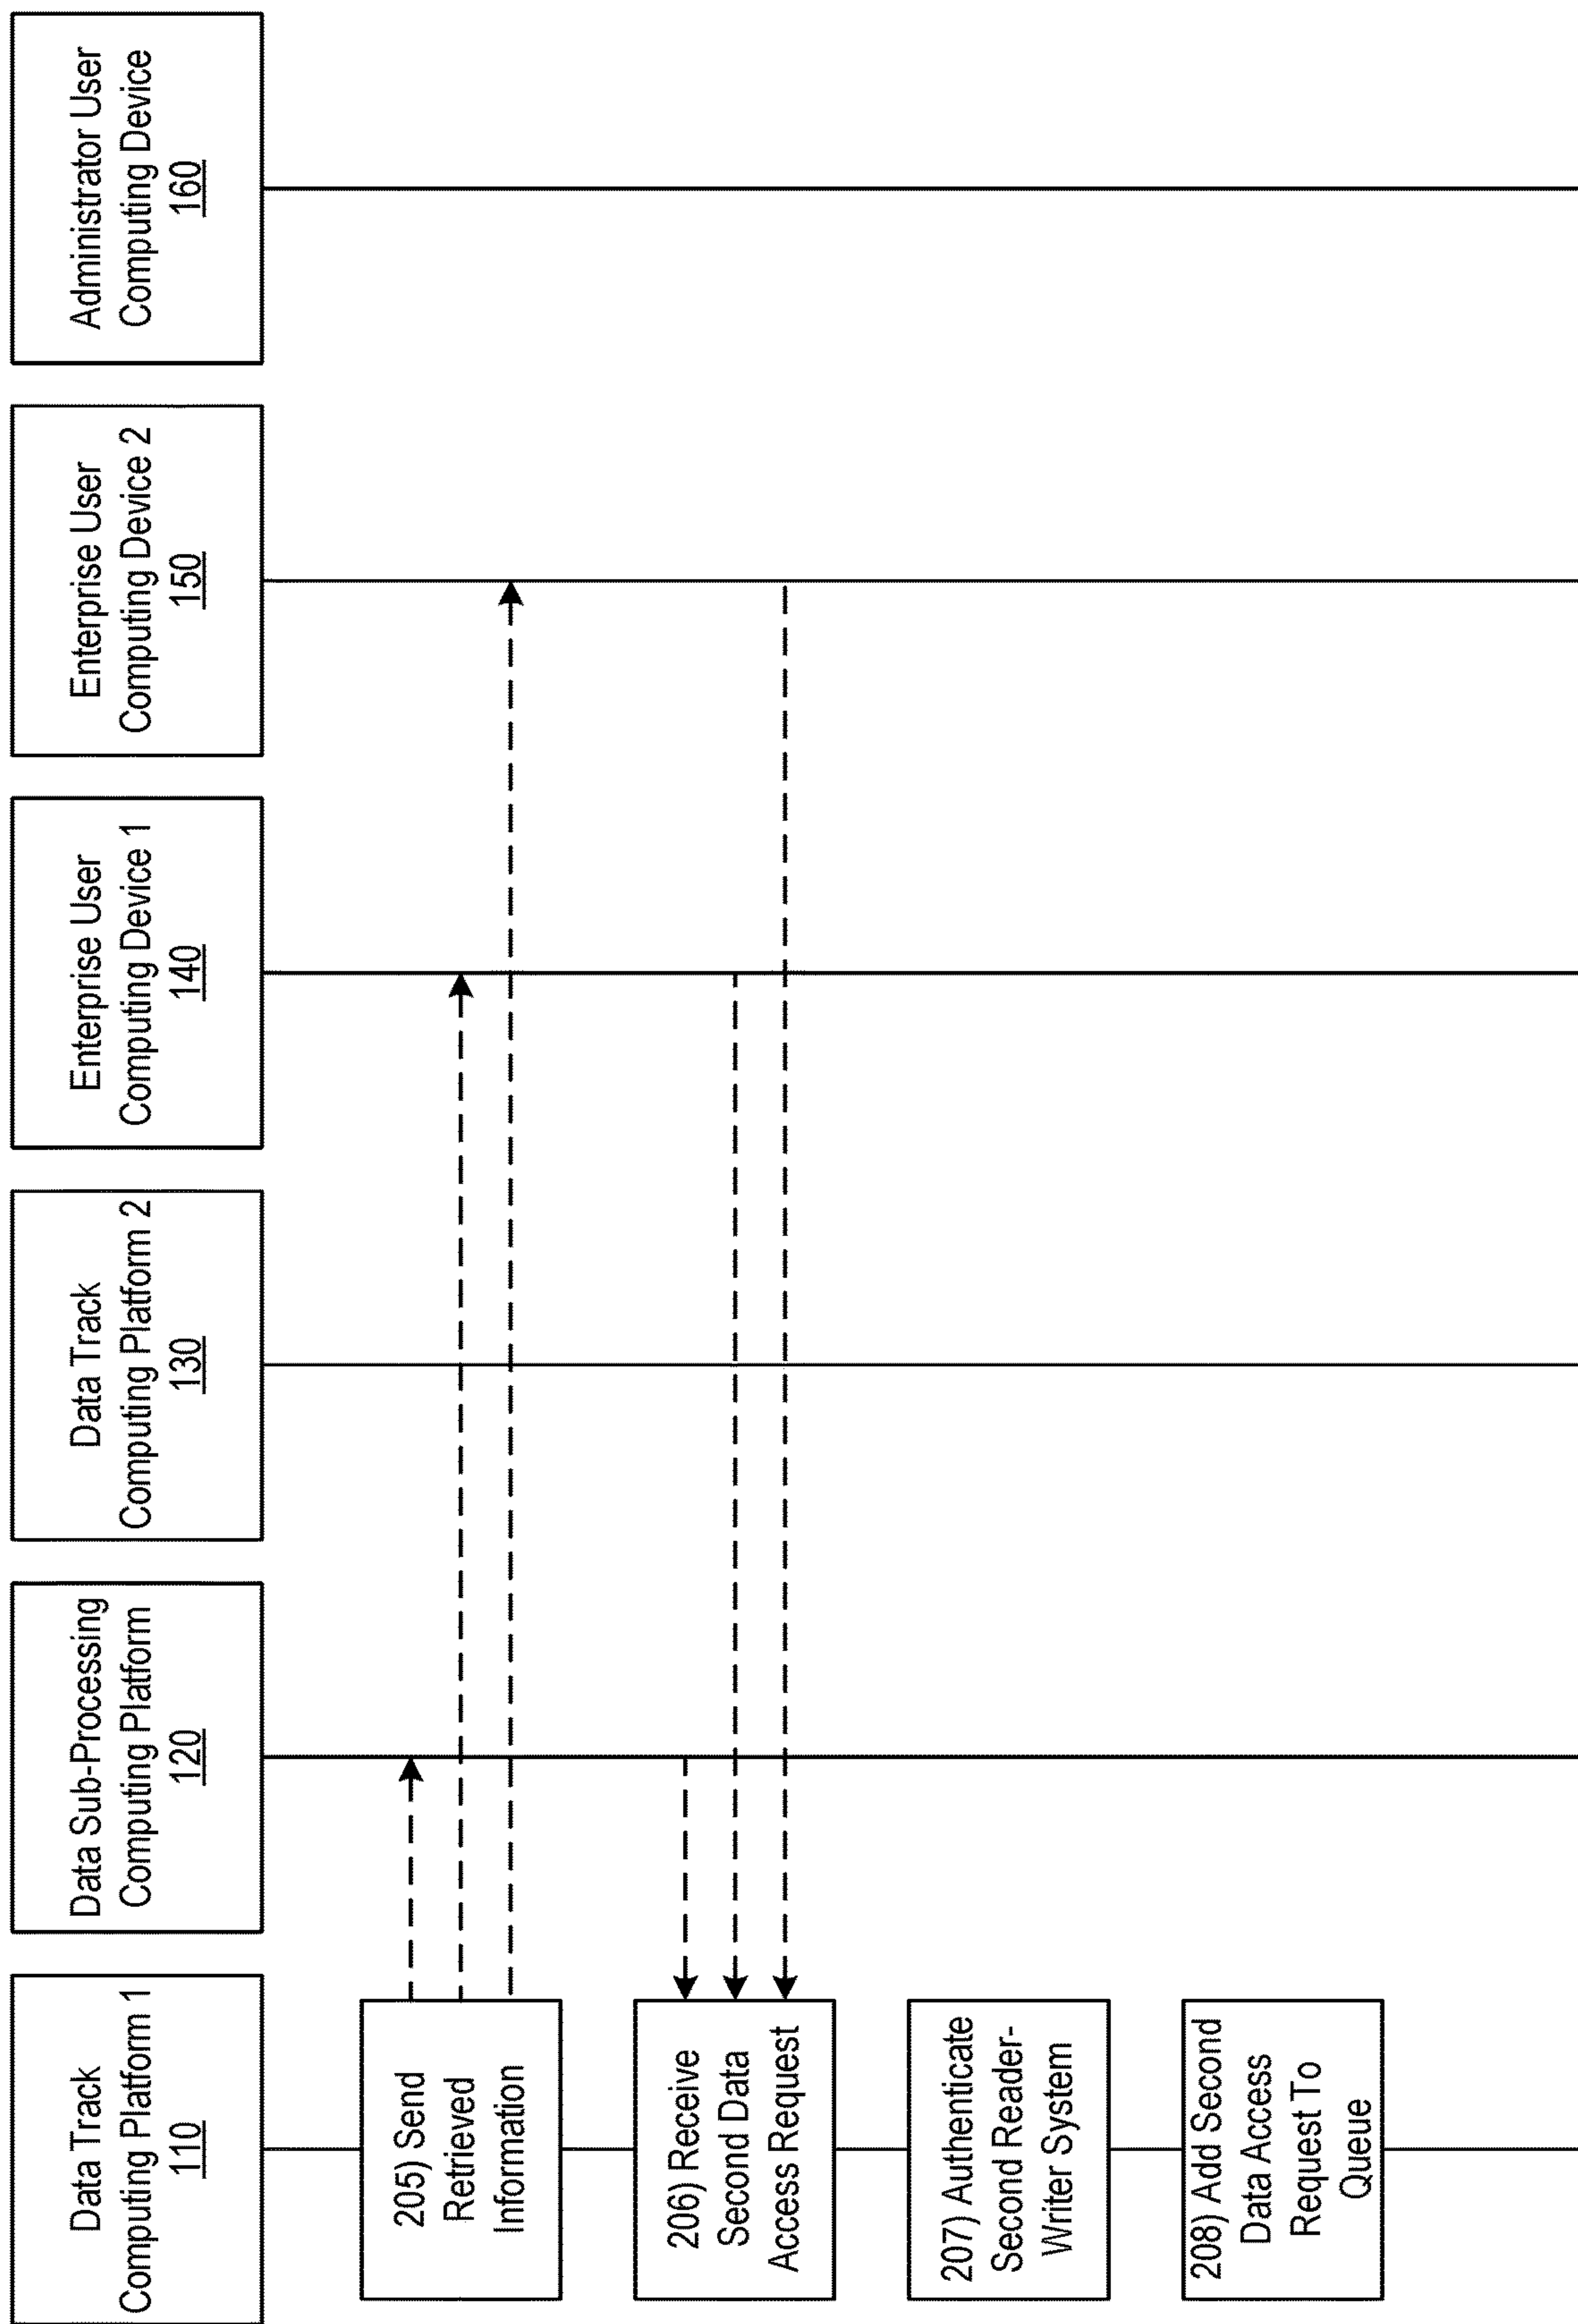 Data Track
Computing Platform 1
110
Data Sub-Processing
Computing Platform
120
Data Track
Computing Platform 2
130
Enterprise User
Computing Device 1
140
Enterprise User
Computing Device 2
150
Administrator User
Computing Device
160
205) Send
Retrieved
Information
206) Receive
Second Data
Access Request
207) Authenticate
Second Reader-
Writer System
208) Add Second
Data Access
Request To
Queue